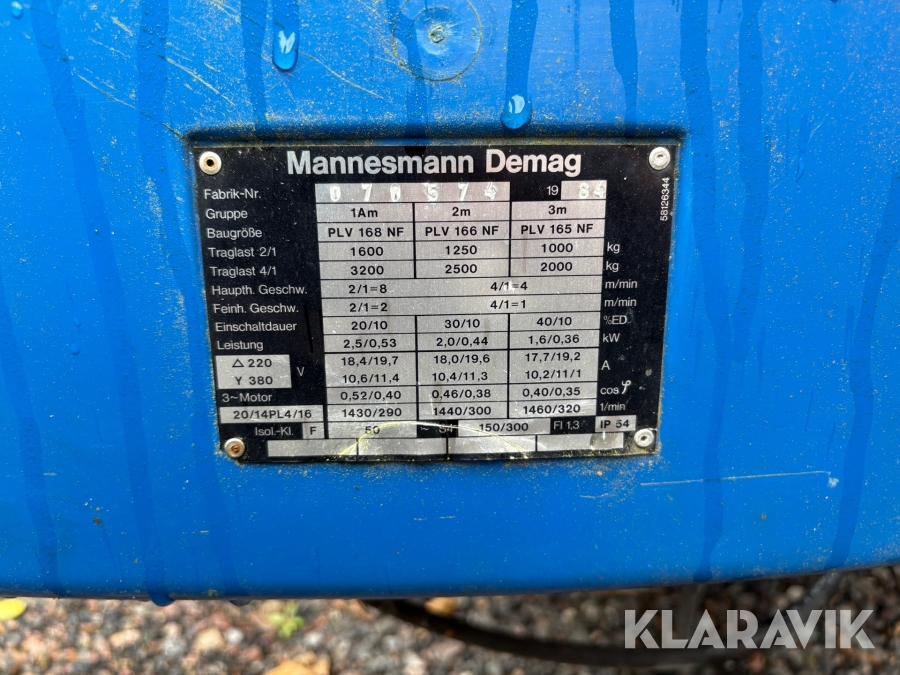 Mannesmann Demag
Fabrik-Nr. 19
Gruppe 1Am 2m 3m
Baugröße PLV 168 NF PLV 166 NF PLV 165 NF
Traglast 2/1 1600 1250 1000 kg
Traglast 4/1 3200 2500 2000 kg
Haupth. Geschw. 2/1=8 4/1=4 m/min
Feinh. Geschw. 2/1=2 4/1=1 m/min
Einschaltdauer 20/10 30/10 40/10 %ED
Leistung 2,5/0,53 2,0/0,44 1,6/0,36 kW
△ 220 V 18,4/19,7 18,0/19,6 17,7/19,2 A
Y 380 10,6/11,4 10,4/11,3 10,2/11/1
3~Motor 0,52/0,40 0,46/0,38 0,40/0,35 cos φ
20/14PL4/16 1430/290 1440/300 1460/320 1/min
Isol.-Kl. F 50 ~ S4 150/300 FI 1,3 IP 54
58126344
KLARAVIK